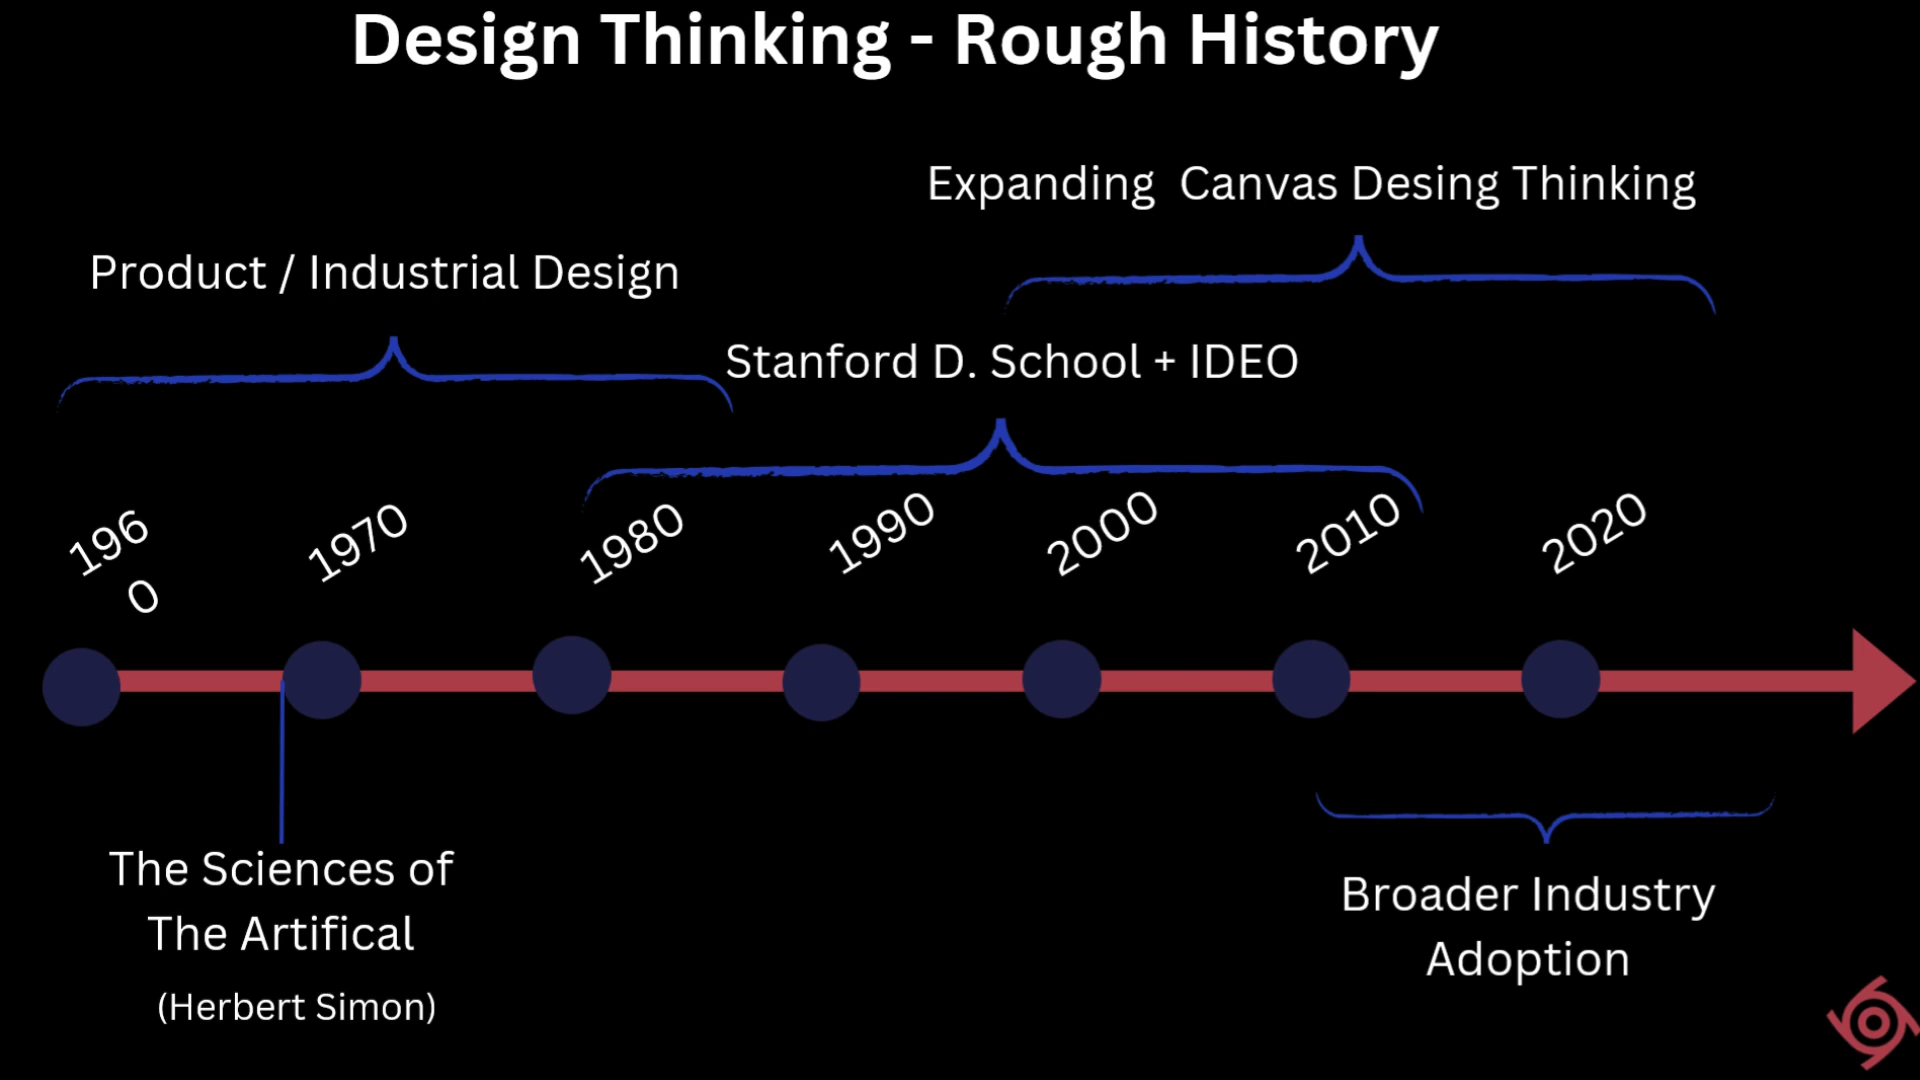 Design Thinking - Rough History
Expanding  Canvas Desing Thinking
Product / Industrial Design
Stanford D. School + IDEO
196
0
1970
1980
1990
2000
2010
2020
The Sciences of
The Artifical
(Herbert Simon)
Broader Industry
Adoption